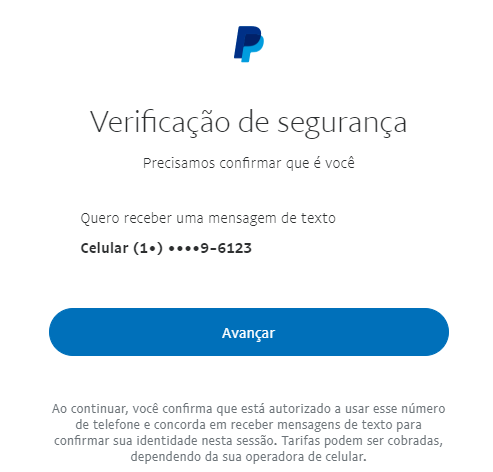 Verificação de segurança
Precisamos confirmar que é você
Quero receber uma mensagem de texto
Celular (1•) ••••9-6123
Avançar
Ao continuar, você confirma que está autorizado a usar esse número
de telefone e concorda em receber mensagens de texto para
confirmar sua identidade nesta sessão. Tarifas podem ser cobradas,
dependendo da sua operadora de celular.